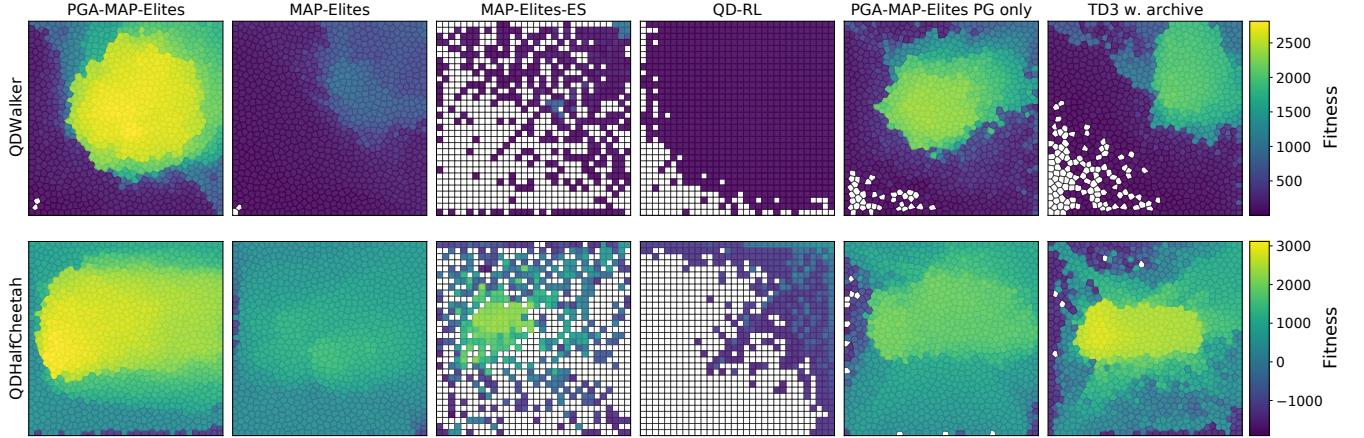 PGA-MAP-Elites
MAP-Elites
MAP-Elites-ES
QD-RL
PGA-MAP-Elites PG only
TD3 w. archive
QDWalker
2500
2000
1500
1000
500
Fitness
QDHalfCheetah
3000
2000
1000
0
−1000
Fitness